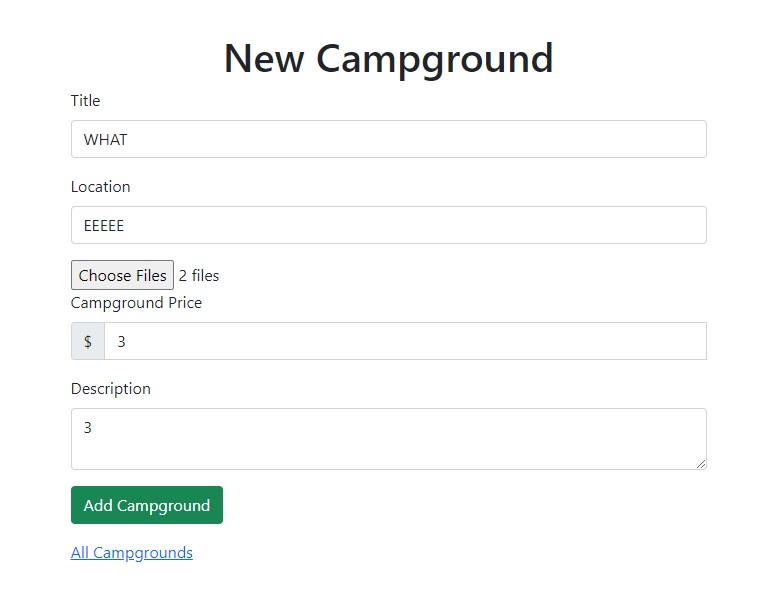 New Campground
Title
WHAT
Location
EEEEE
Choose Files 2 files
Campground Price
$ 3
Description
3
Add Campground
All Campgrounds